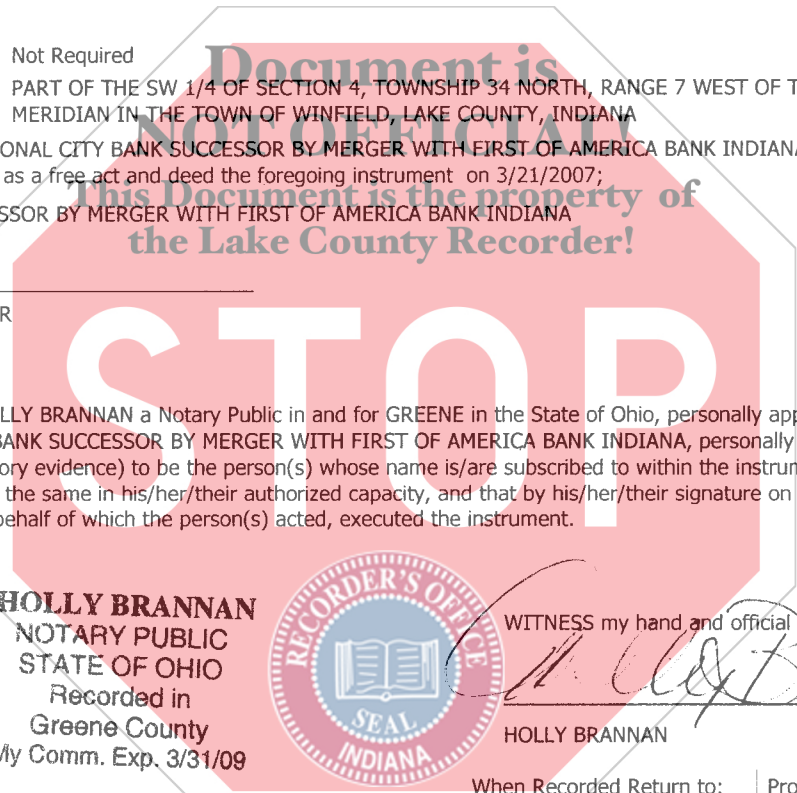 Not Required
Document is
PART OF THE SW 1/4 OF SECTION 4, TOWNSHIP 34 NORTH, RANGE 7 WEST OF T
MERIDIAN IN THE TOWN OF WINFIELD, LAKE COUNTY, INDIANA
NOT OFFICIAL!
ONAL CITY BANK SUCCESSOR BY MERGER WITH FIRST OF AMERICA BANK INDIANA
as a free act and deed the foregoing instrument on 3/21/2007;
This Document is the property of
SSOR BY MERGER WITH FIRST OF AMERICA BANK INDIANA
the Lake County Recorder!
R
STOP
LLY BRANNAN a Notary Public in and for GREENE in the State of Ohio, personally app
BANK SUCCESSOR BY MERGER WITH FIRST OF AMERICA BANK INDIANA, personally
ory evidence) to be the person(s) whose name is/are subscribed to within the instrum
the same in his/her/their authorized capacity, and that by his/her/their signature on
behalf of which the person(s) acted, executed the instrument.
HOLLY BRANNAN
NOTARY PUBLIC
STATE OF OHIO
Recorded in
Greene County
My Comm. Exp. 3/31/09
RECORDER'S OFFICE
SEAL
INDIANA
WITNESS my hand and official
HOLLY BRANNAN
When Recorded Return to:
Pro